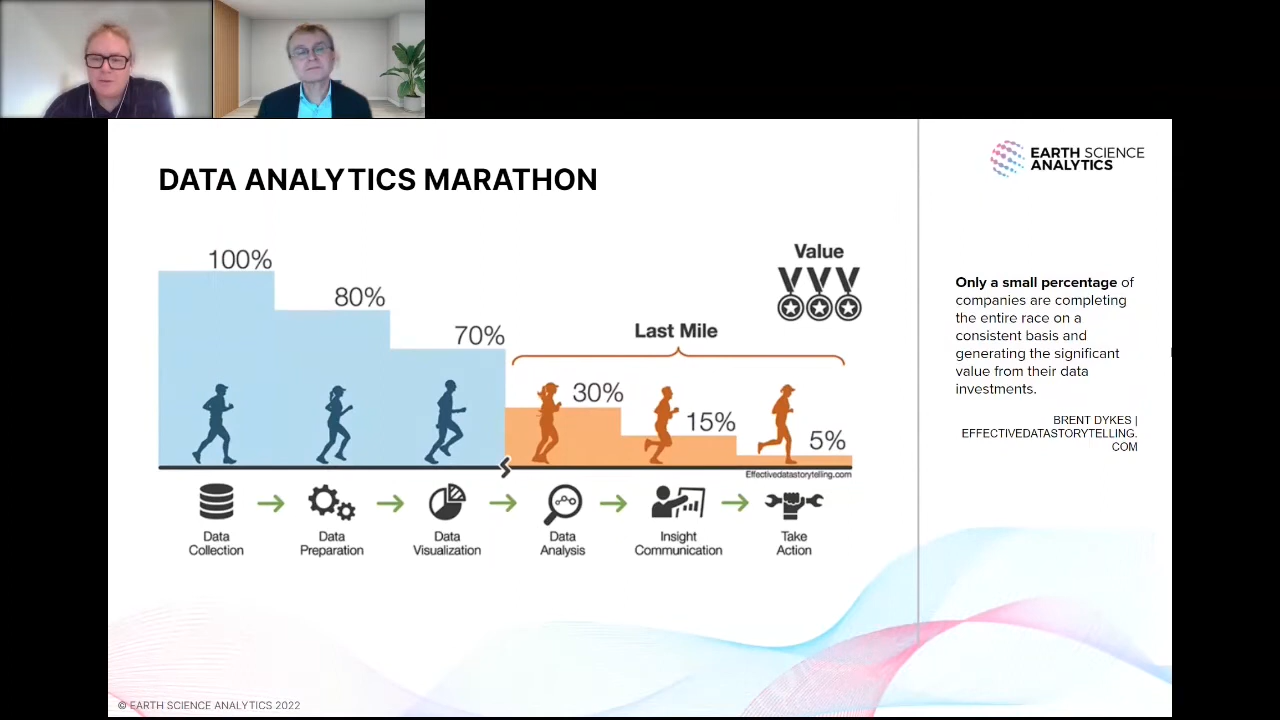 DATA ANALYTICS MARATHON
EARTH SCIENCE
ANALYTICS
100%
80%
70%
30%
15%
5%
Value
Last Mile
Effectivedatastorytelling.com
Data
Collection
Data
Preparation
Data
Visualization
Data
Analysis
Insight
Communication
Take
Action
Only a small percentage of
companies are completing
the entire race on a
consistent basis and
generating the significant
value from their data
investments.
BRENT DYKES |
EFFECTIVEDATASTORYTELLING.
COM
© EARTH SCIENCE ANALYTICS 2022